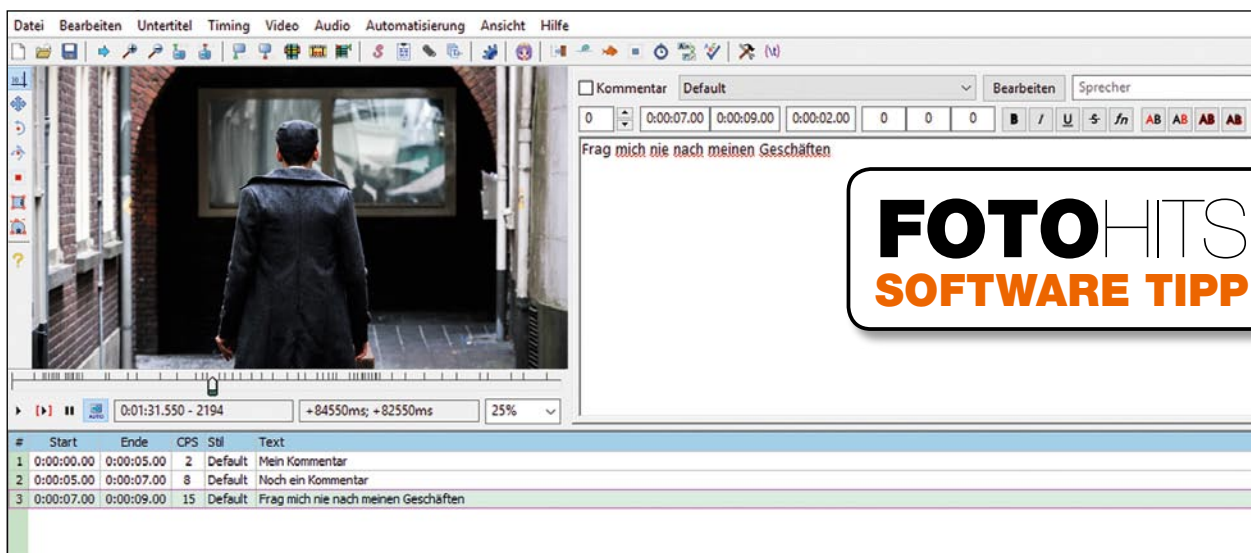 Datei Bearbeiten Untertitel Timing Video Audio Automatisierung Ansicht Hilfe
Kommentar Default Bearbeiten Sprecher
0 0:00:07.00 0:00:09.00 0:00:02.00 0 0 0 B I U S fn AB AB AB AB
Frag mich nie nach meinen Geschäften
FOTOHITS
SOFTWARE TIPP
AUTO 0:01:31.550 - 2194 +84550ms; +82550ms 25%
# Start Ende CPS Stil Text
1 0:00:00.00 0:00:05.00 2 Default Mein Kommentar
2 0:00:05.00 0:00:07.00 8 Default Noch ein Kommentar
3 0:00:07.00 0:00:09.00 15 Default Frag mich nie nach meinen Geschäften